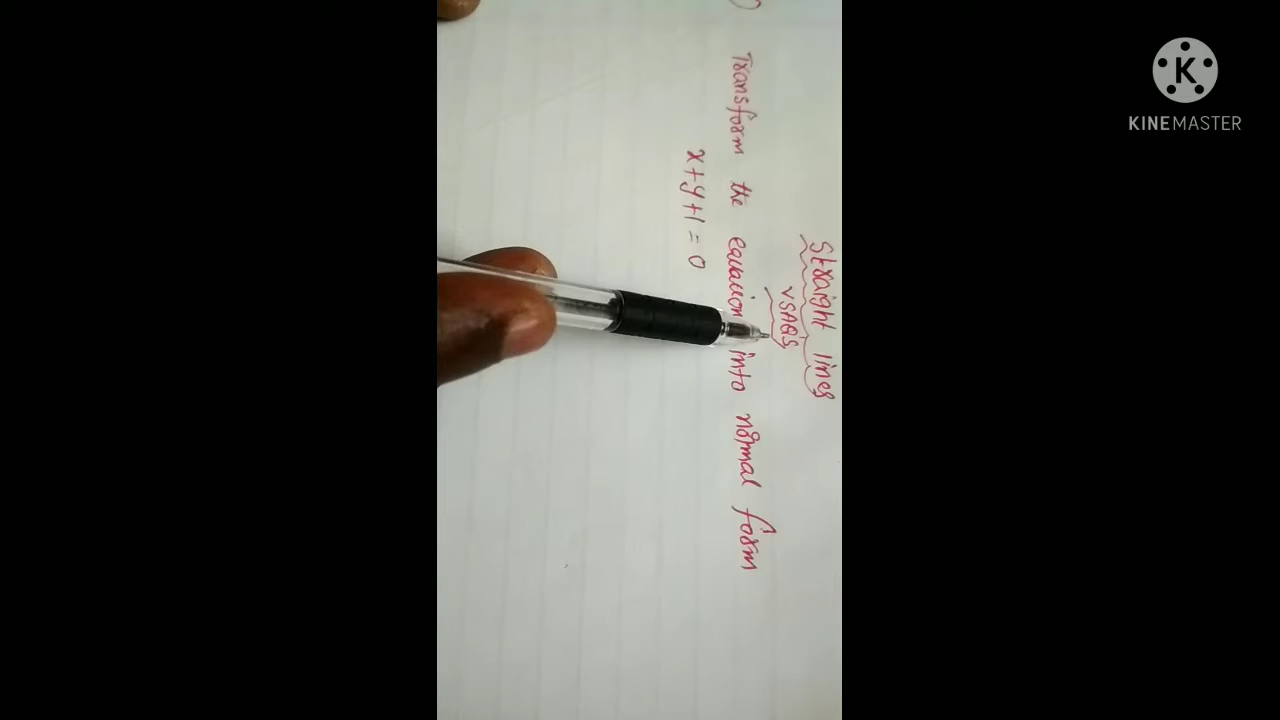 Straight lines
VSAQS
) Transform the equation into normal form
x+y+1=0
KINEMASTER